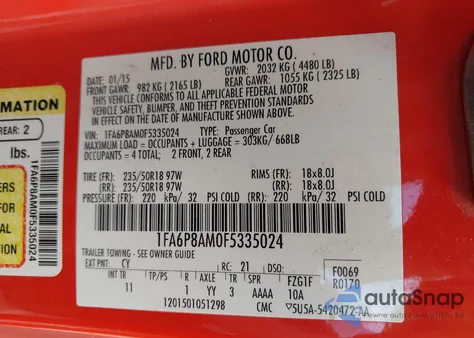 MFD. BY FORD MOTOR CO.
01/15
GVWR: 2032 KG ( 4480 LB)
FRONT GAWR: 982 KG ( 2165 LB)
REAR GAWR: 1055 KG ( 2325 LB)
THIS VEHICLE CONFORMS TO ALL APPLICABLE FEDERAL MOTOR
VEHICLE SAFETY, BUMPER, AND THEFT PREVENTION STANDARDS
IN EFFECT ON THE DATE OF MANUFACTURE SHOWN ABOVE.
VIN: 1FA6P8AM0F5335024 TYPE: Passenger Car
MAXIMUM LOAD = OCCUPANTS + LUGGAGE = 303KG/ 668LB
OCCUPANTS = 4 TOTAL; 2 FRONT, 2 REAR
TIRE (FR): 235/50R18 97W RIMS (FR): 18x8.0J
TIRE (RR): 235/50R18 97W RIMS (RR): 18x8.0J
PRESSURE (FR): 220 kPa/ 32 PSI COLD (RR): 220 kPa/ 32 PSI COLD
1FA6P8AM0F5335024
TRAILER TOWING - SEE OWNER GUIDE
EXT PNT: CY RC: 21 DSO: F0069
R0170
INT TR TP/PS R AXLE TR FZG1F
11 1 YY 3 AAAA 10A
1201501051298 CMC 5U5A-5420472-AA
RMATION
REAR: 2
lbs.
1FA6P8AM0F5335024
ERS
autoSnap